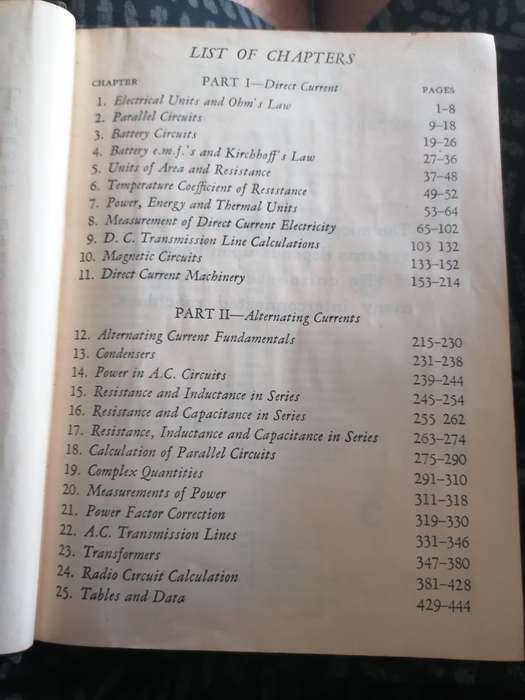 LIST OF CHAPTERS
CHAPTER PART I—Direct Current PAGES
1. Electrical Units and Ohm's Law 1–8
2. Parallel Circuits 9–18
3. Battery Circuits 19–26
4. Battery e.m.f.'s and Kirchhoff's Law 27–36
5. Units of Area and Resistance 37–48
6. Temperature Coefficient of Resistance 49–52
7. Power, Energy and Thermal Units 53–64
8. Measurement of Direct Current Electricity 65–102
9. D. C. Transmission Line Calculations 103 132
10. Magnetic Circuits 133–152
11. Direct Current Machinery 153–214
PART II—Alternating Currents
12. Alternating Current Fundamentals 215–230
13. Condensers 231–238
14. Power in A.C. Circuits 239–244
15. Resistance and Inductance in Series 245–254
16. Resistance and Capacitance in Series 255 262
17. Resistance, Inductance and Capacitance in Series 263–274
18. Calculation of Parallel Circuits 275–290
19. Complex Quantities 291–310
20. Measurements of Power 311–318
21. Power Factor Correction 319–330
22. A.C. Transmission Lines 331–346
23. Transformers 347–380
24. Radio Circuit Calculation 381–428
25. Tables and Data 429–444